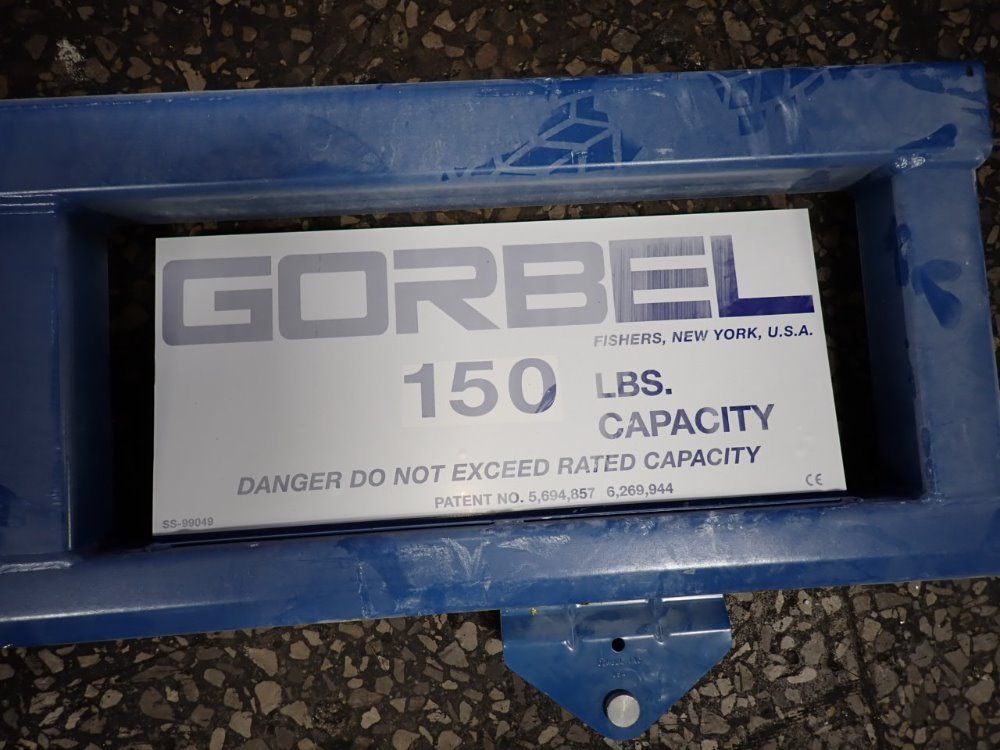 GORBEL
FISHERS, NEW YORK, U.S.A.
150 LBS.
CAPACITY
DANGER DO NOT EXCEED RATED CAPACITY
PATENT NO. 5,694,857 6,269,944
SS-99049 CE